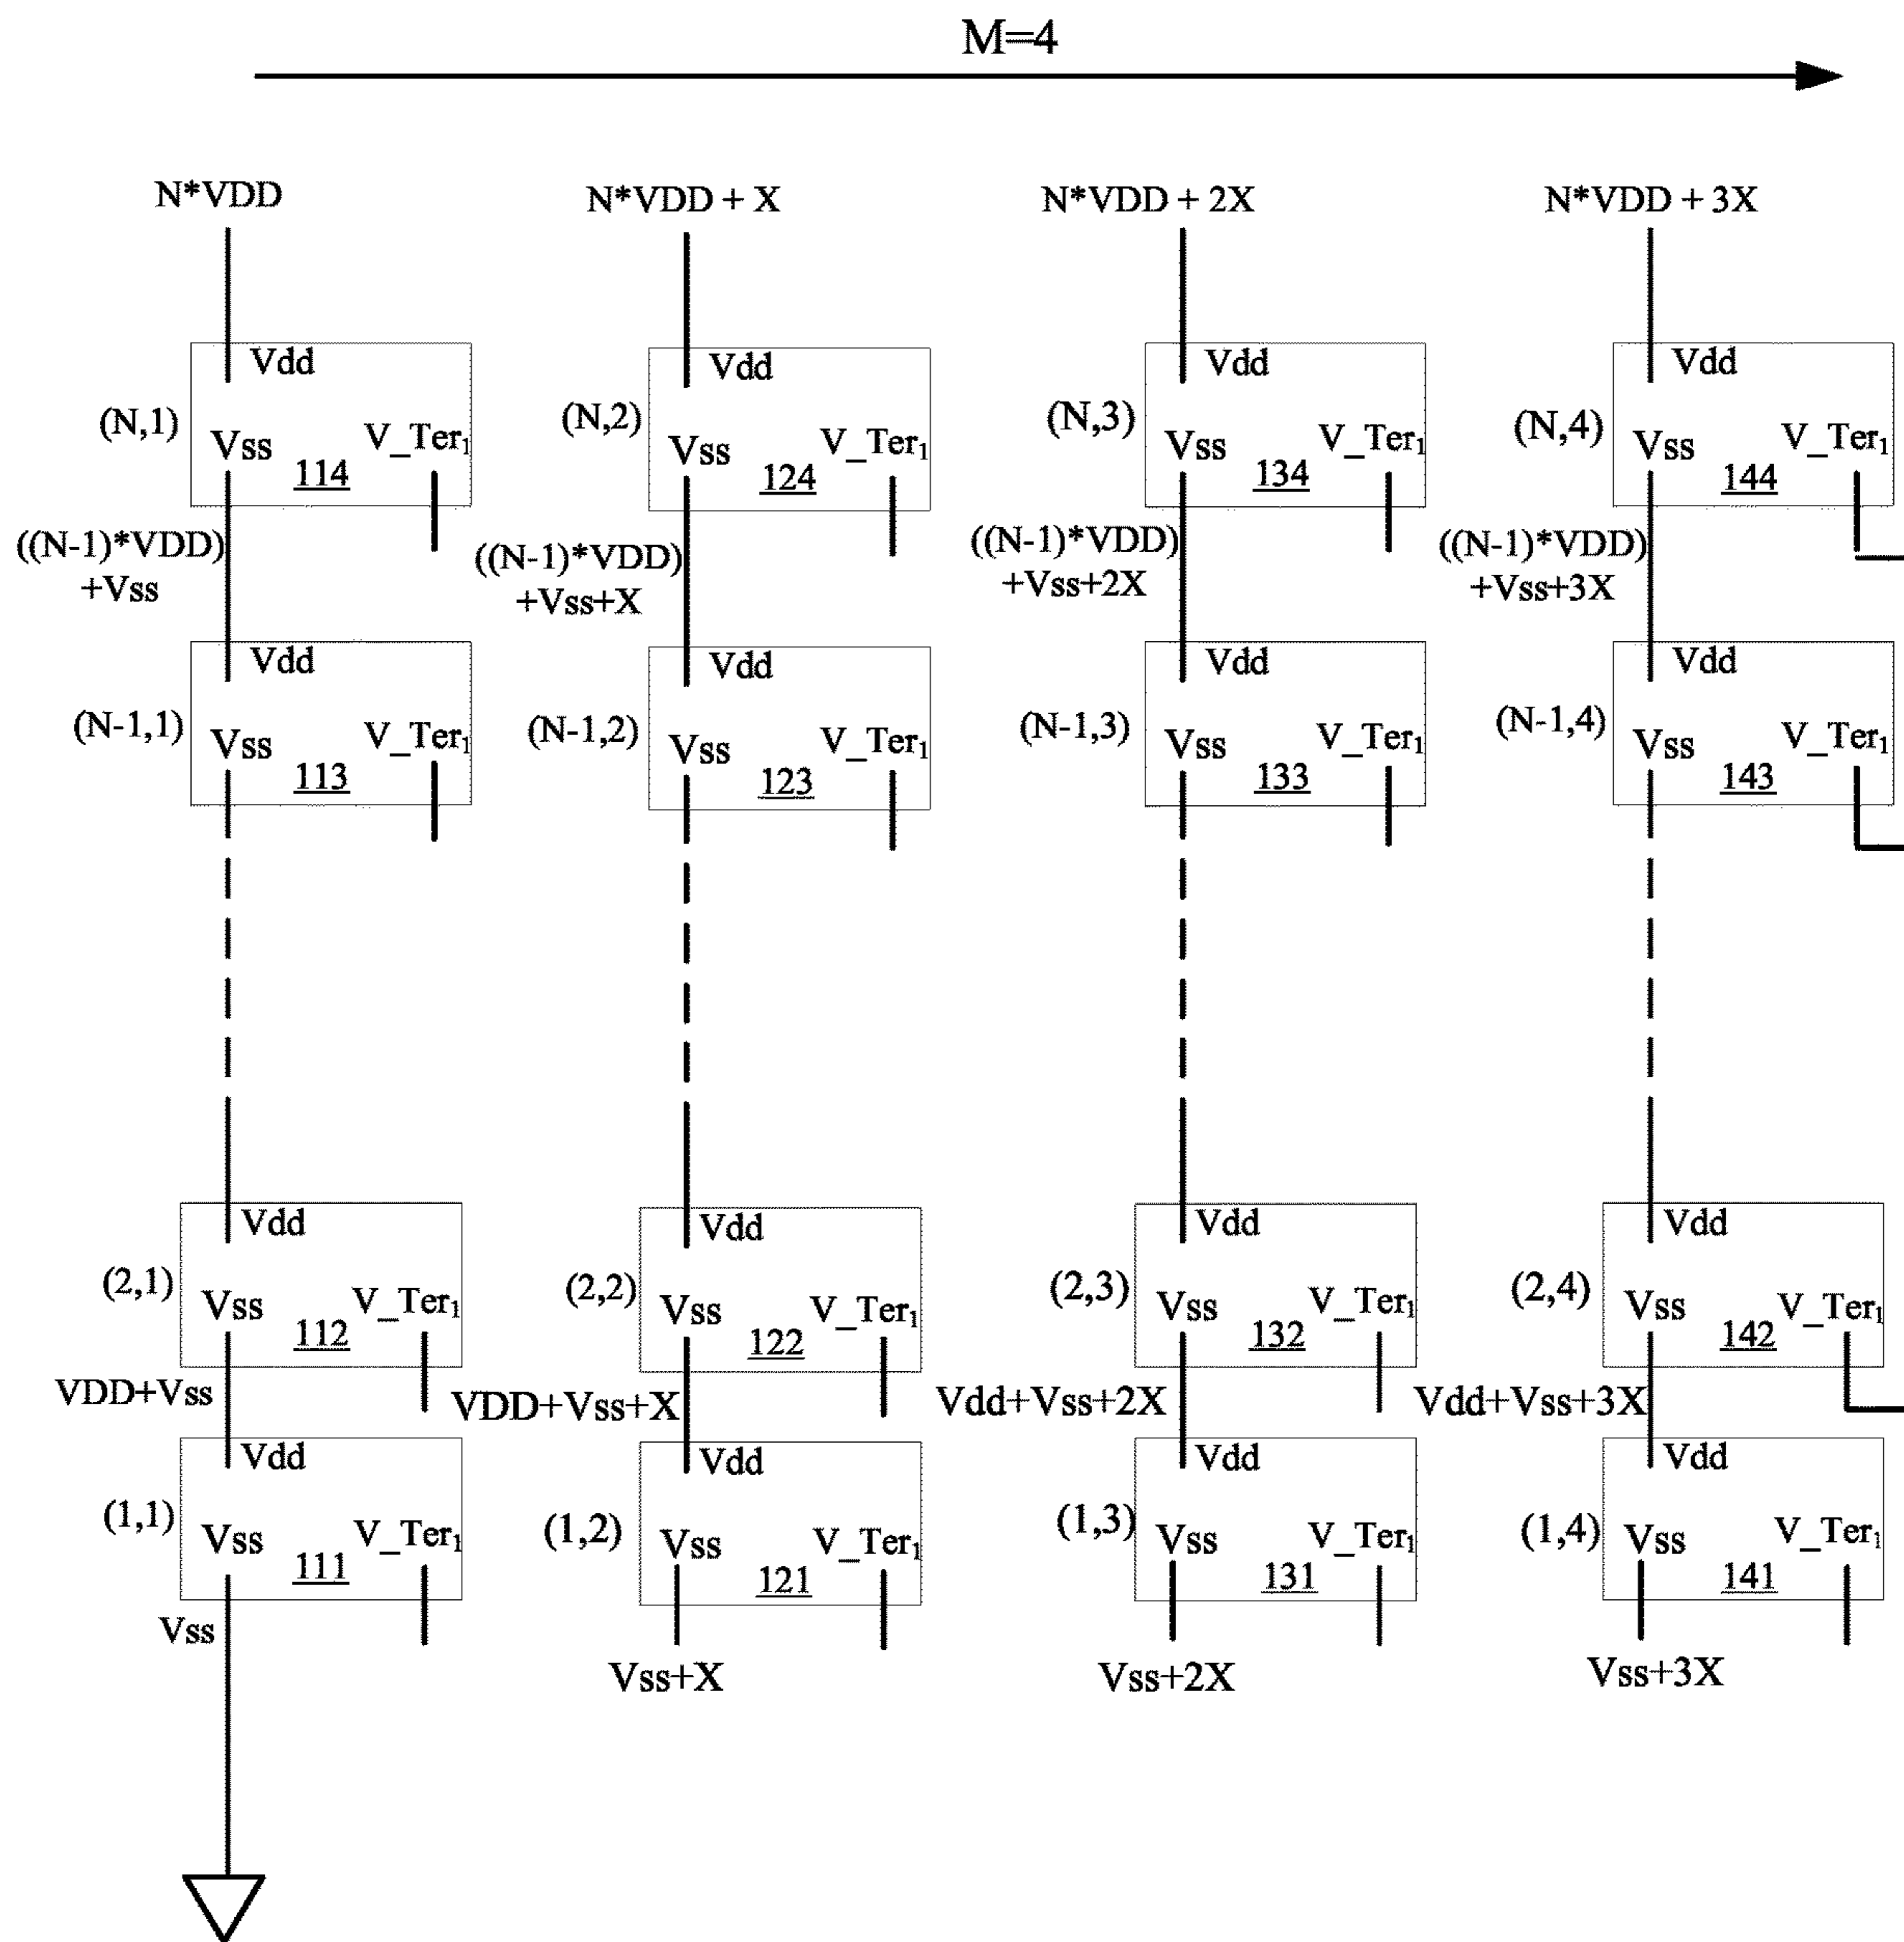 M=4
N*VDD
N*VDD + X
N*VDD + 2X
N*VDD + 3X
Vdd
Vdd
Vdd
Vdd
(N,1)
Vss
V_Ter1
114
(N,2)
Vss
V_Ter1
124
(N,3)
Vss
V_Ter1
134
(N,4)
Vss
V_Ter1
144
((N-1)*VDD)
+Vss
((N-1)*VDD)
+Vss+X
((N-1)*VDD)
+Vss+2X
((N-1)*VDD)
+Vss+3X
Vdd
Vdd
Vdd
Vdd
(N-1,1)
Vss
V_Ter1
113
(N-1,2)
Vss
V_Ter1
123
(N-1,3)
Vss
V_Ter1
133
(N-1,4)
Vss
V_Ter1
143
Vdd
Vdd
Vdd
Vdd
(2,1)
Vss
V_Ter1
112
(2,2)
Vss
V_Ter1
122
(2,3)
Vss
V_Ter1
132
(2,4)
Vss
V_Ter1
142
VDD+Vss
VDD+Vss+X
Vdd+Vss+2X
Vdd+Vss+3X
Vdd
Vdd
Vdd
Vdd
(1,1)
Vss
V_Ter1
111
(1,2)
Vss
V_Ter1
121
(1,3)
Vss
V_Ter1
131
(1,4)
Vss
V_Ter1
141
Vss
Vss+X
Vss+2X
Vss+3X